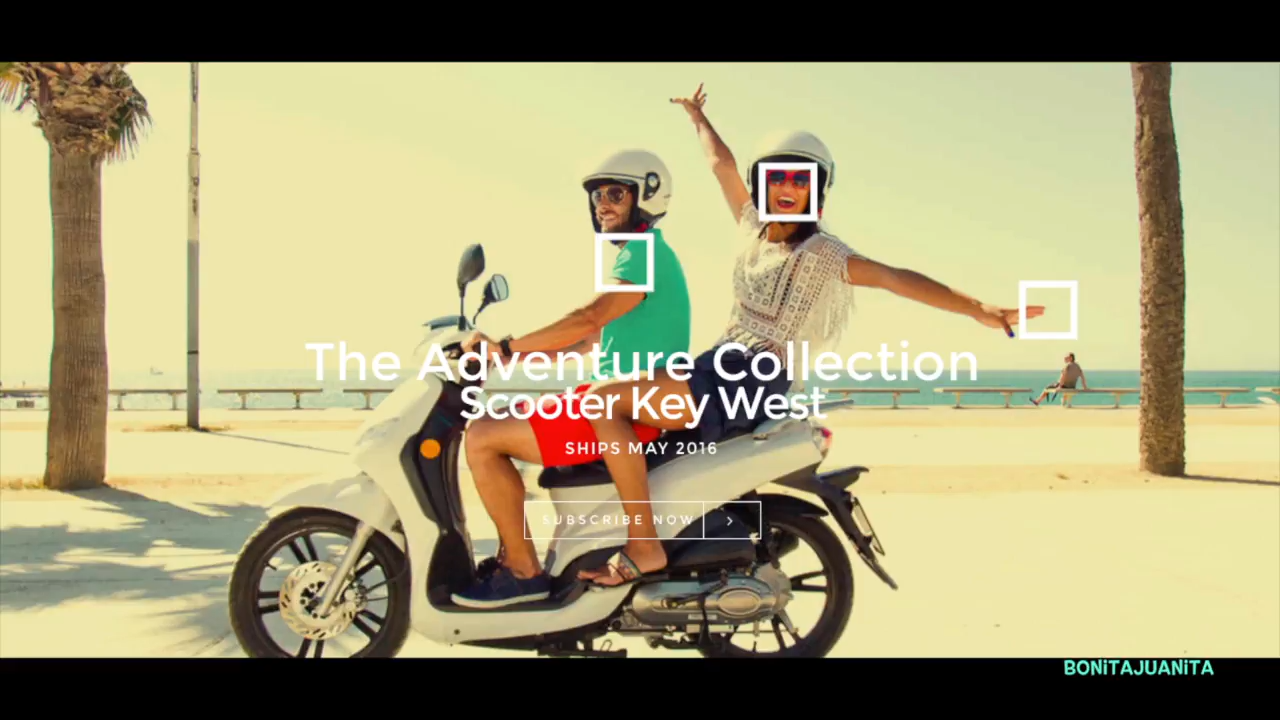 The Adventure Collection
Scooter Key West
SHIPS MAY 2016
SUBSCRIBE NOW >
BONiTAJUANiTA